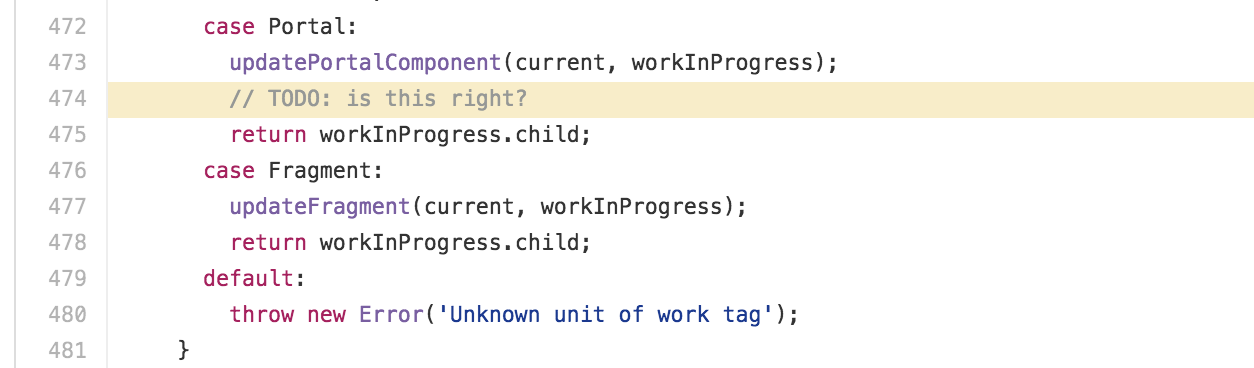 472 case Portal:
473 updatePortalComponent(current, workInProgress);
474 // TODO: is this right?
475 return workInProgress.child;
476 case Fragment:
477 updateFragment(current, workInProgress);
478 return workInProgress.child;
479 default:
480 throw new Error('Unknown unit of work tag');
481 }